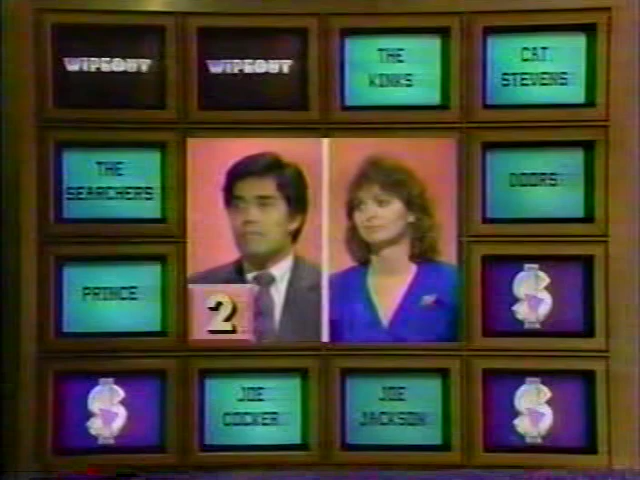 WIPEOUT
WIPEOUT
THE
KINKS
CAT
STEVENS
THE
SEARCHERS
DOORS
PRINCE
2
$
$
JOE
COCKER
JOE
JACKSON
$